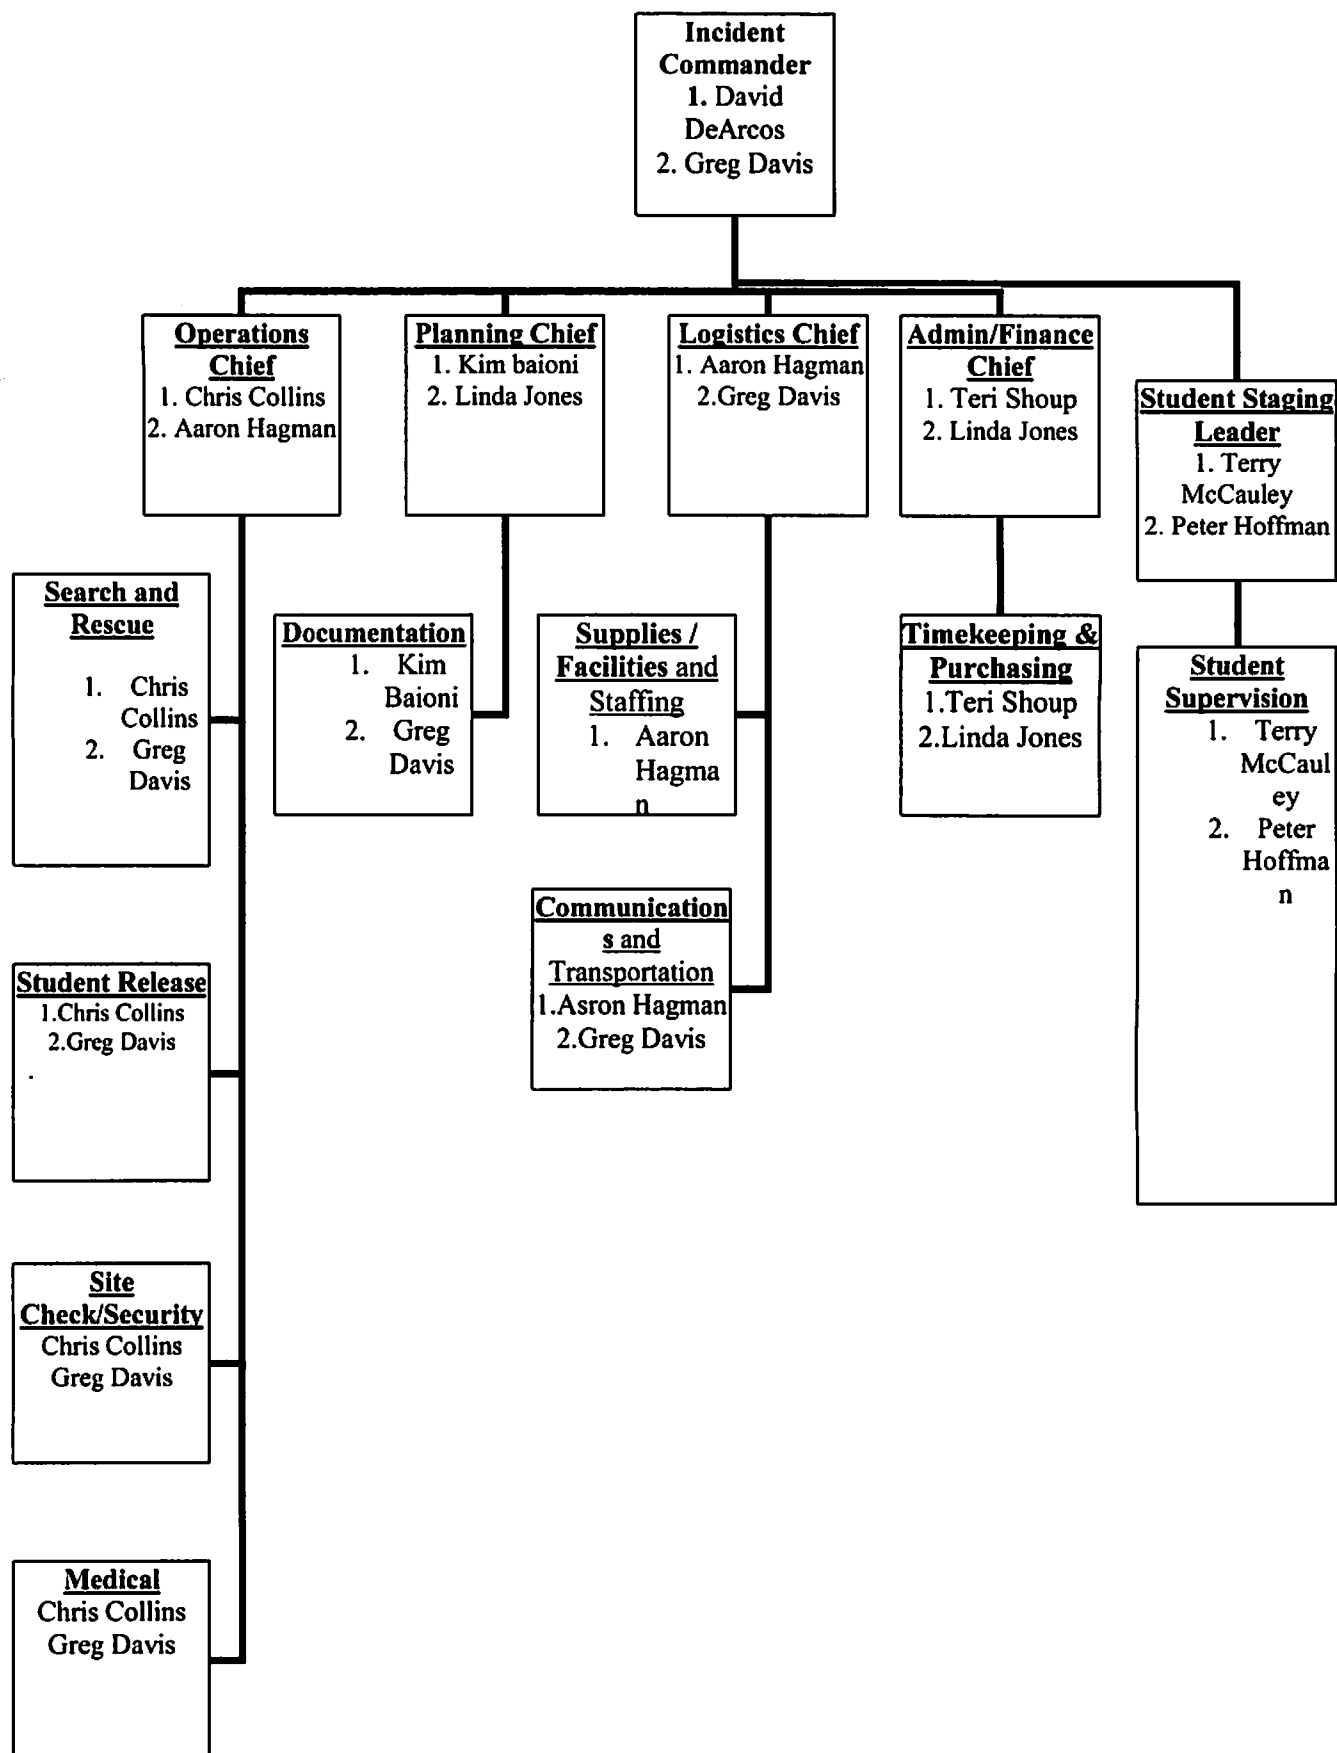 Incident
Commander
1. David
DeArcos
2. Greg Davis
Operations
Chief
1. Chris Collins
2. Aaron Hagman
Planning Chief
1. Kim baioni
2. Linda Jones
Logistics Chief
1. Aaron Hagman
2.Greg Davis
Admin/Finance
Chief
1. Teri Shoup
2. Linda Jones
Student Staging
Leader
1. Terry
McCauley
2. Peter Hoffman
Search and
Rescue
1. Chris
Collins
2. Greg
Davis
Documentation
1. Kim
Baioni
2. Greg
Davis
Supplies /
Facilities and
Staffing
1. Aaron
Hagma
n
Timekeeping &
Purchasing
1.Teri Shoup
2.Linda Jones
Student
Supervision
1. Terry
McCaul
ey
2. Peter
Hoffma
n
Communication
s and
Transportation
1.Asron Hagman
2.Greg Davis
Student Release
1.Chris Collins
2.Greg Davis
Site
Check/Security
Chris Collins
Greg Davis
Medical
Chris Collins
Greg Davis